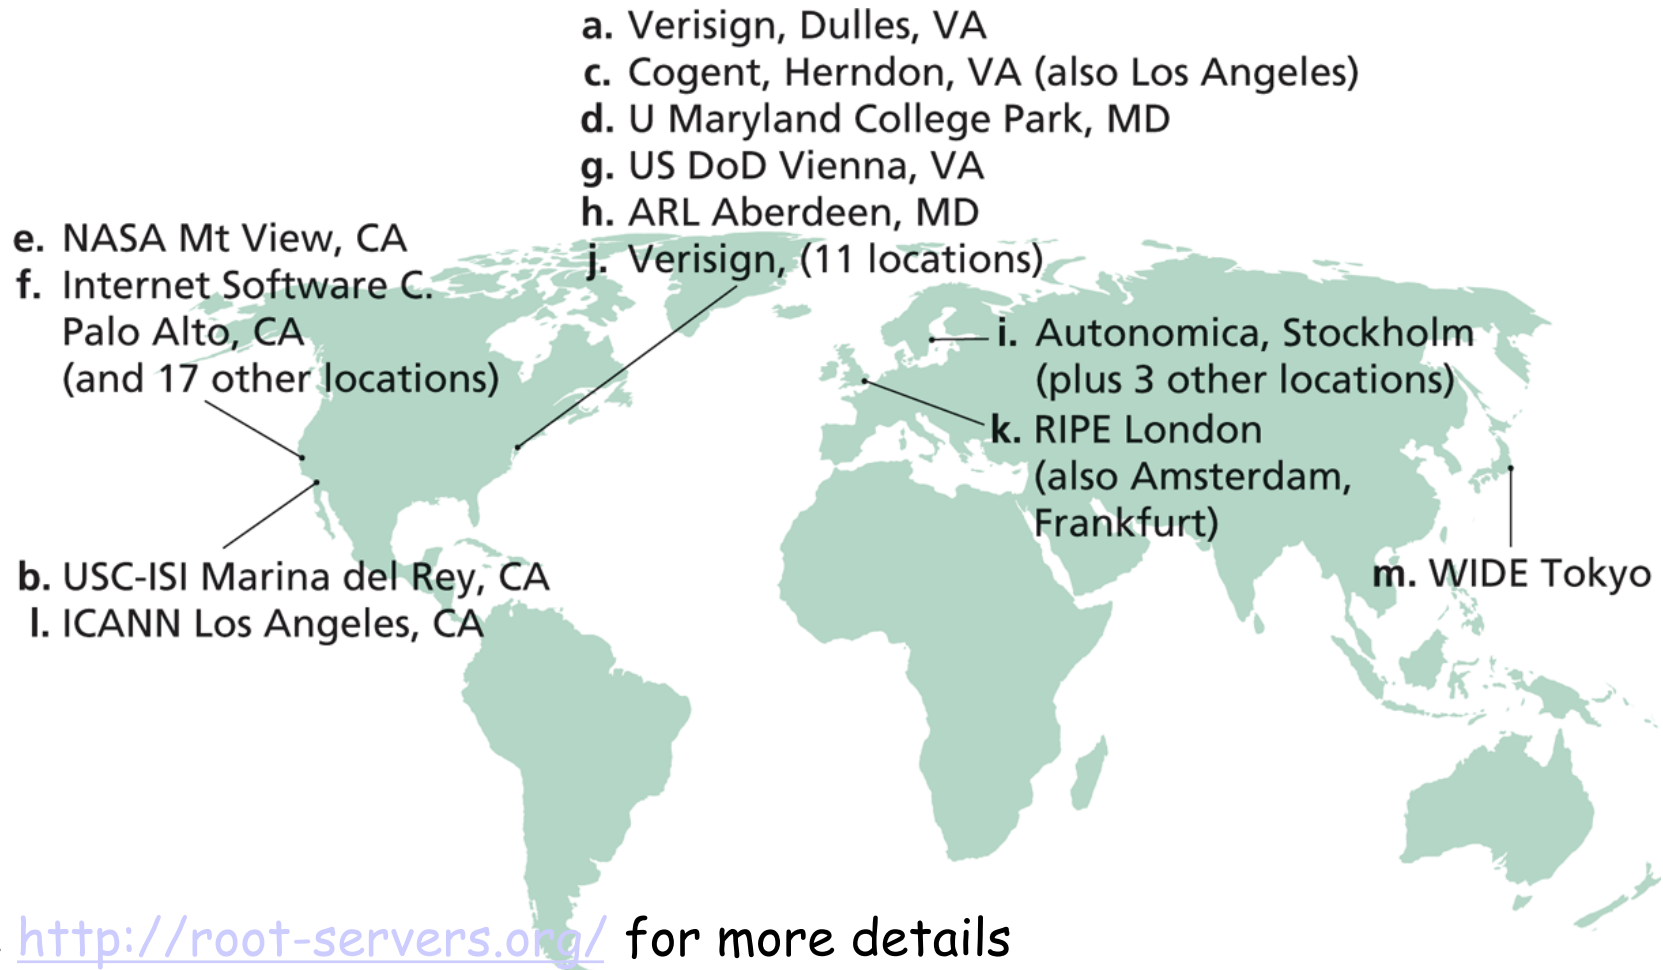 a. Verisign, Dulles, VA
c. Cogent, Herndon, VA (also Los Angeles)
d. U Maryland College Park, MD
g. US DoD Vienna, VA
h. ARL Aberdeen, MD
j. Verisign, (11 locations)
e. NASA Mt View, CA
f. Internet Software C.
Palo Alto, CA
(and 17 other locations)
i. Autonomica, Stockholm
(plus 3 other locations)
k. RIPE London
(also Amsterdam,
Frankfurt)
m. WIDE Tokyo
b. USC-ISI Marina del Rey, CA
l. ICANN Los Angeles, CA
http://root-servers.org/ for more details